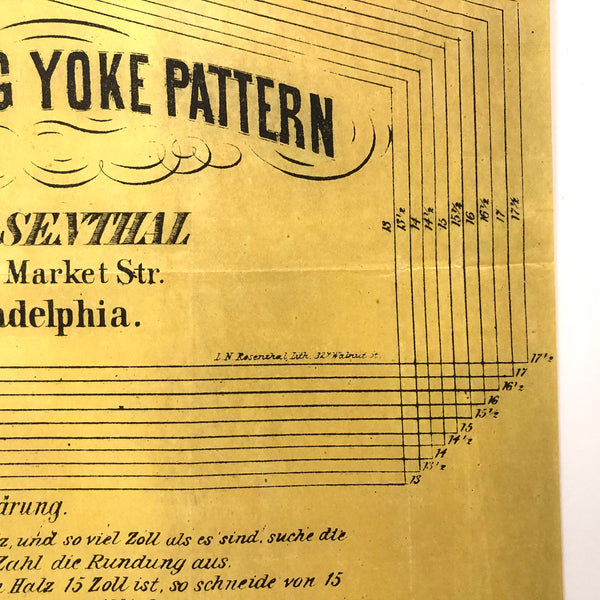 G YOKE PATTERN
SENTHAL
Market Str.
adelphia.
13 13½ 14 14½ 15 15½ 16 16½ 17 17½
L. N. Rosenthal, Lith. 327 Walnut St.
17½
17
16½
16
15½
15
14½
14
13½
13
ärung.
z, und so viel Zoll als es sind, suche die
Zahl die Rundung aus.
Halz 15 Zoll ist, so schneide von 15